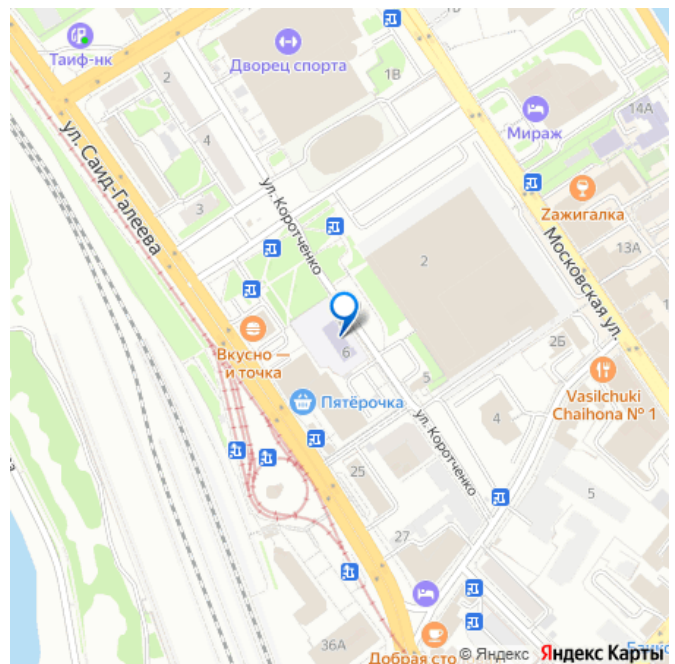 1D
Таиф-нк
Дворец спорта
2
1В
14А
Мираж
4
ул. Саид-Галеева
ул. Коротченко
Zажигалка
3
2
13А
Московская ул.
Вкусно —
и точка
6
2Б
5
Vasilchuki
Chaihona № 1
Пятёрочка
ул. Коротченко
4
25
5
27
36А
Добрая сто
© Яндекс
Яндекс Карты